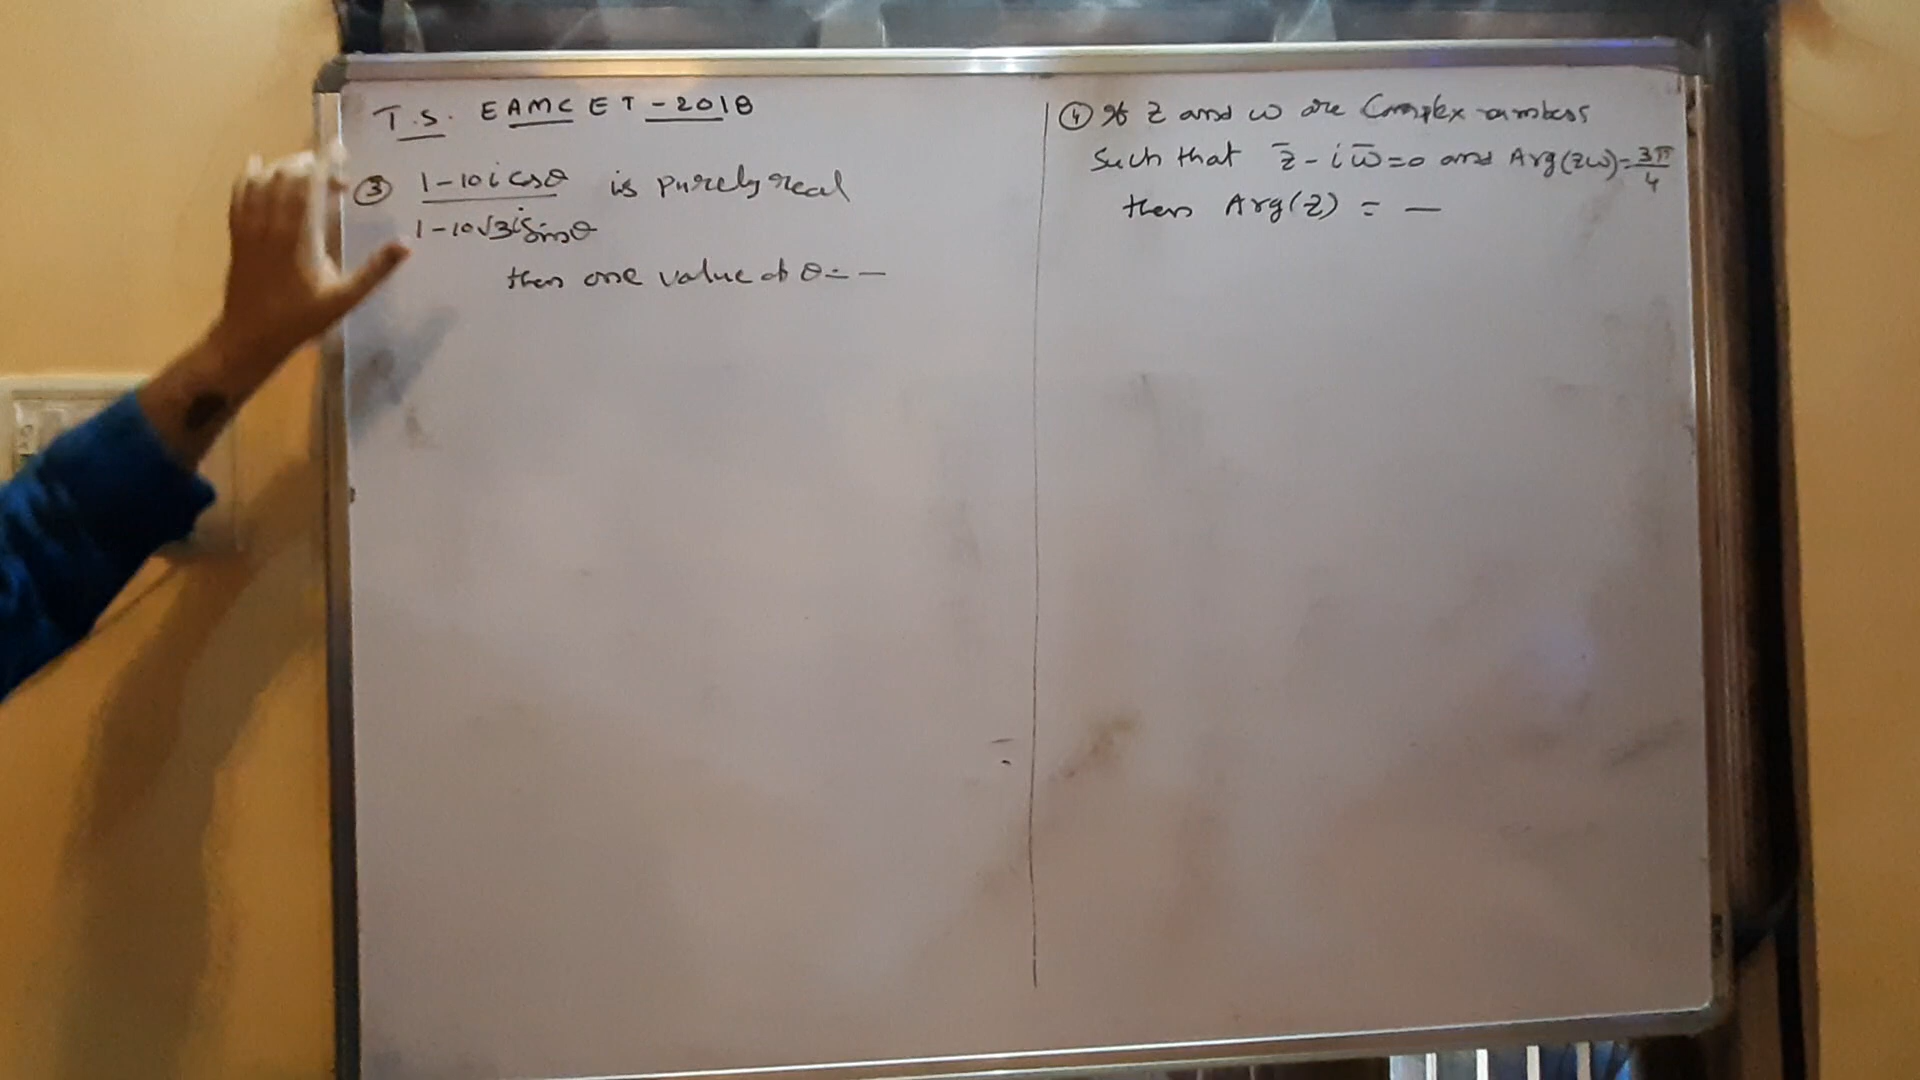 T.S. EAMCET-2018
③ 1-10i cosθ is purely real
1-10√3i sinθ
then one value of θ = —
④ If z and ω are Complex numbers
Such that z̄ - i ω̄ = 0 and Arg(zω) = 3π/4
then Arg(z) = —